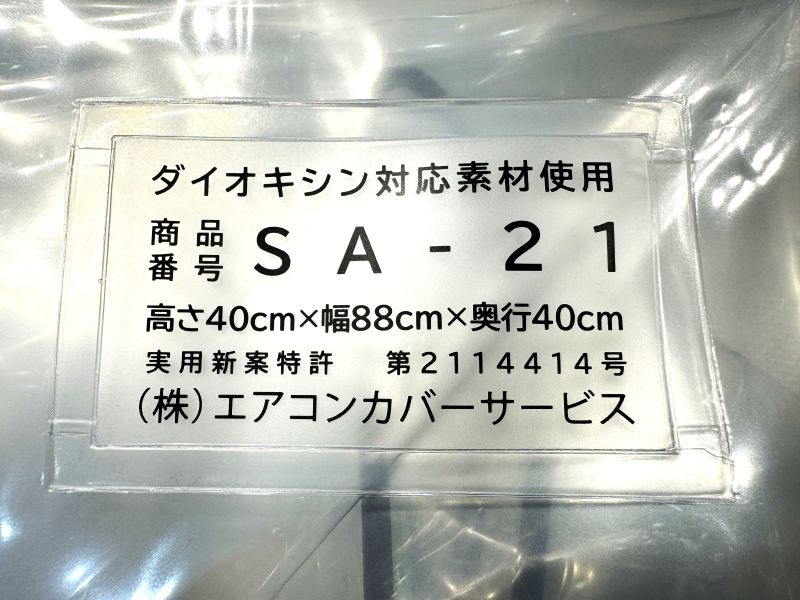 ダイオキシン対応素材使用
商品番号 SA-21
高さ40cm×幅88cm×奥行40cm
実用新案特許 第2114414号
(株)エアコンカバーサービス